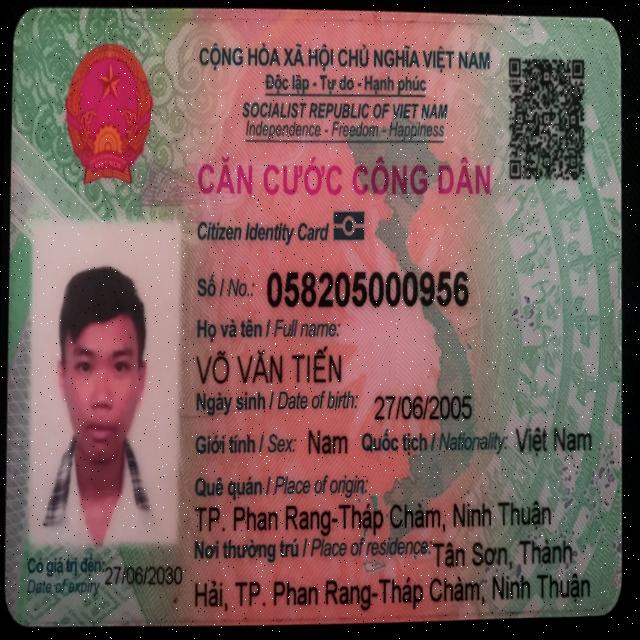 CỘNG HÒA XÃ HỘI CHỦ NGHĨA VIỆT NAM
Độc lập - Tự do - Hạnh phúc
SOCIALIST REPUBLIC OF VIET NAM
Independence - Freedom - Happiness
CĂN CƯỚC CÔNG DÂN
Citizen Identity Card
Số / No.: 058205000956
Họ và tên / Full name:
VÕ VĂN TIẾN
Ngày sinh / Date of birth: 27/06/2005
Giới tính / Sex: Nam Quốc tịch / Nationality: Việt Nam
Quê quán / Place of origin:
TP. Phan Rang-Tháp Chàm, Ninh Thuận
Nơi thường trú / Place of residence: Tân Sơn, Thanh
Hải, TP. Phan Rang-Tháp Chàm, Ninh Thuận
Có giá trị đến: 27/06/2030
Date of expiry